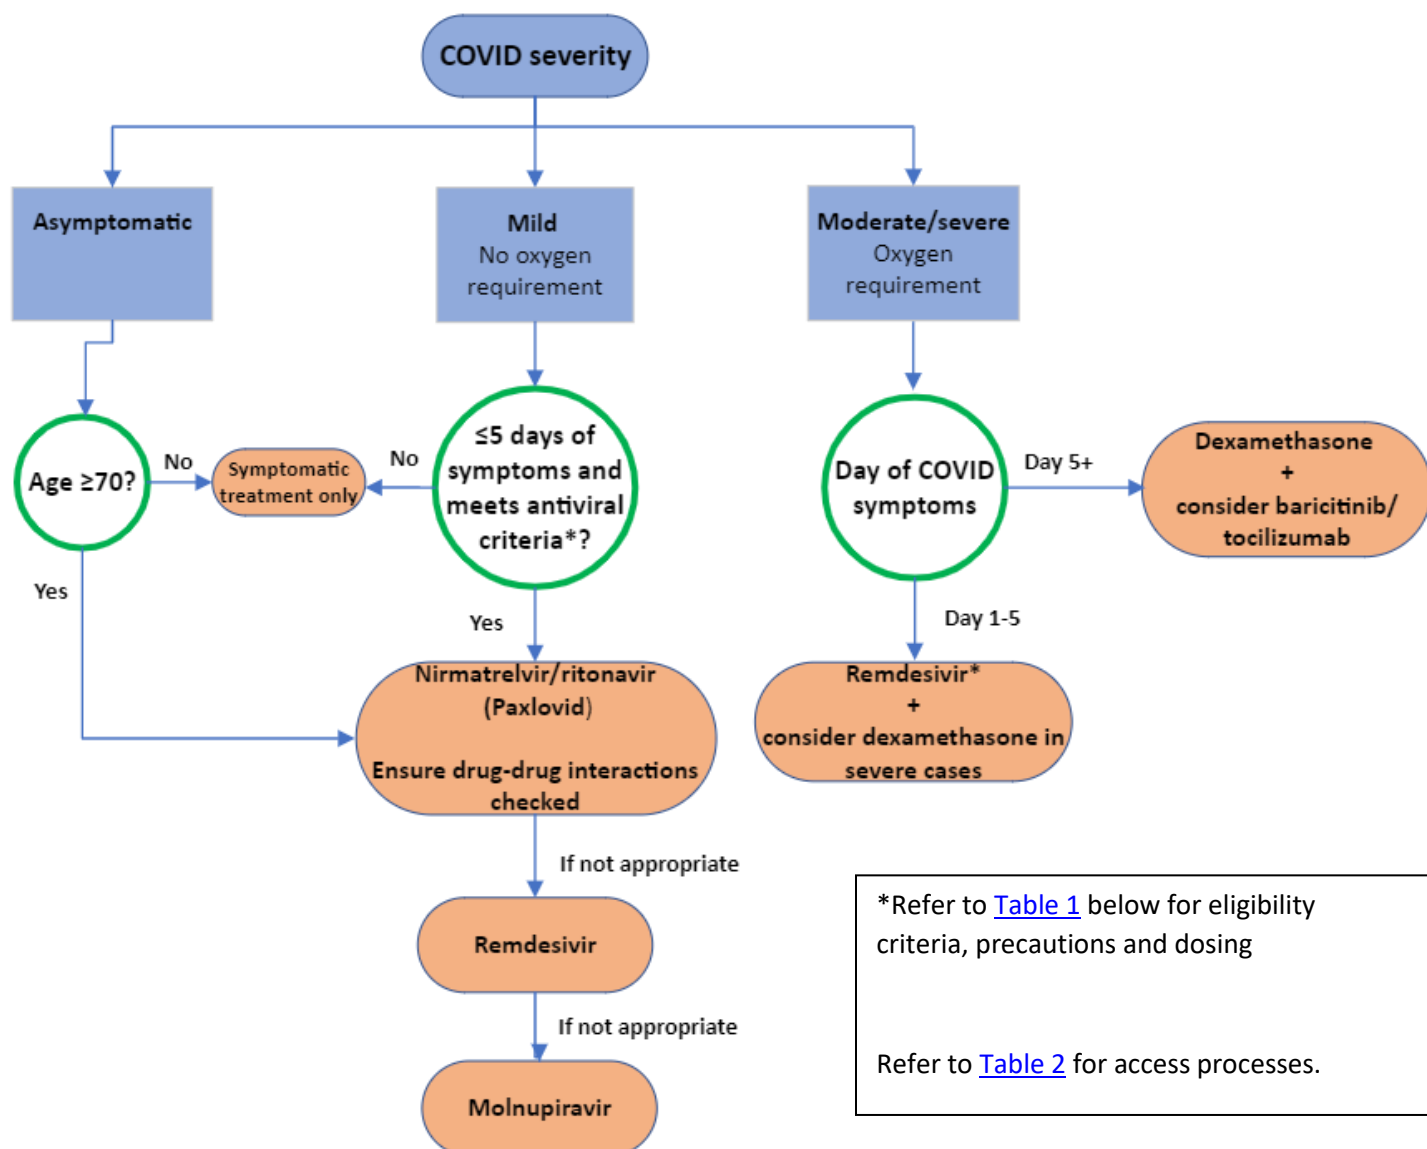 COVID severity
Asymptomatic
Mild
No oxygen
requirement
Moderate/severe
Oxygen
requirement
Age ≥70?
No
Symptomatic
treatment only
No
≤5 days of
symptoms and
meets antiviral
criteria*?
Day of COVID
symptoms
Day 5+
Dexamethasone
+
consider baricitinib/
tocilizumab
Yes
Yes
Day 1-5
Nirmatrelvir/ritonavir
(Paxlovid)
Ensure drug-drug interactions
checked
Remdesivir*
+
consider dexamethasone in
severe cases
If not appropriate
Remdesivir
If not appropriate
Molnupiravir
*Refer to Table 1 below for eligibility
criteria, precautions and dosing
Refer to Table 2 for access processes.